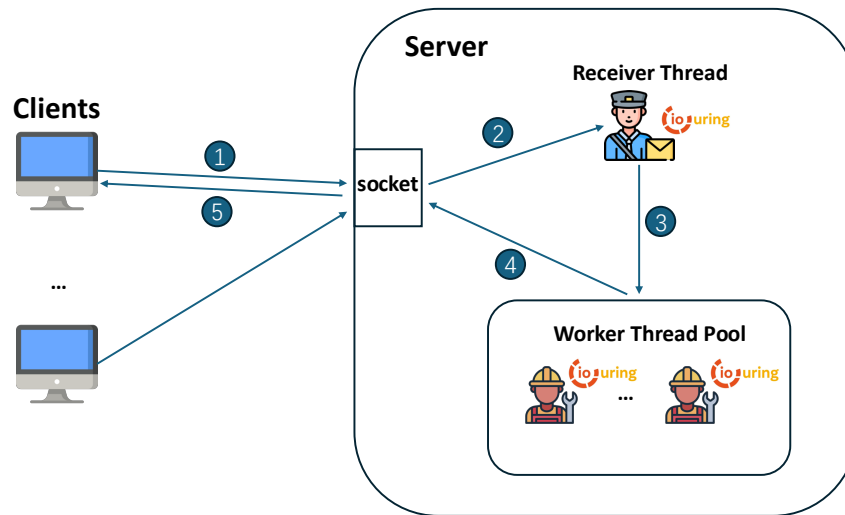 Server
Receiver Thread
io uring
Clients
1
2
socket
5
3
4
...
Worker Thread Pool
io uring
io uring
...